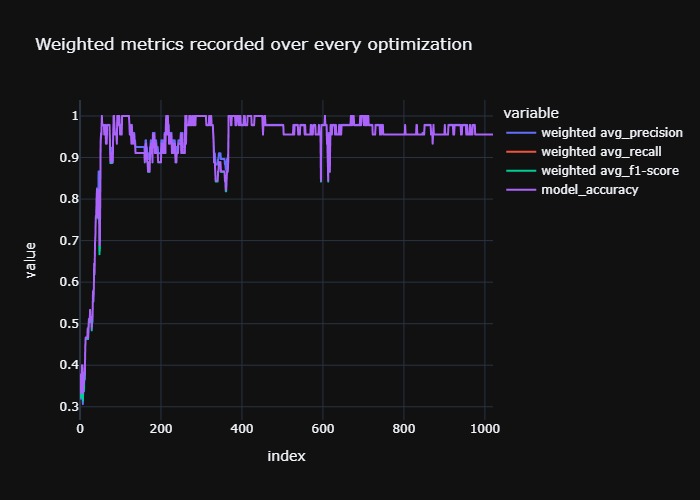 Weighted metrics recorded over every optimization
variable
weighted avg_precision
weighted avg_recall
weighted avg_f1-score
model_accuracy
value
1
0.9
0.8
0.7
0.6
0.5
0.4
0.3
0 200 400 600 800 1000
index